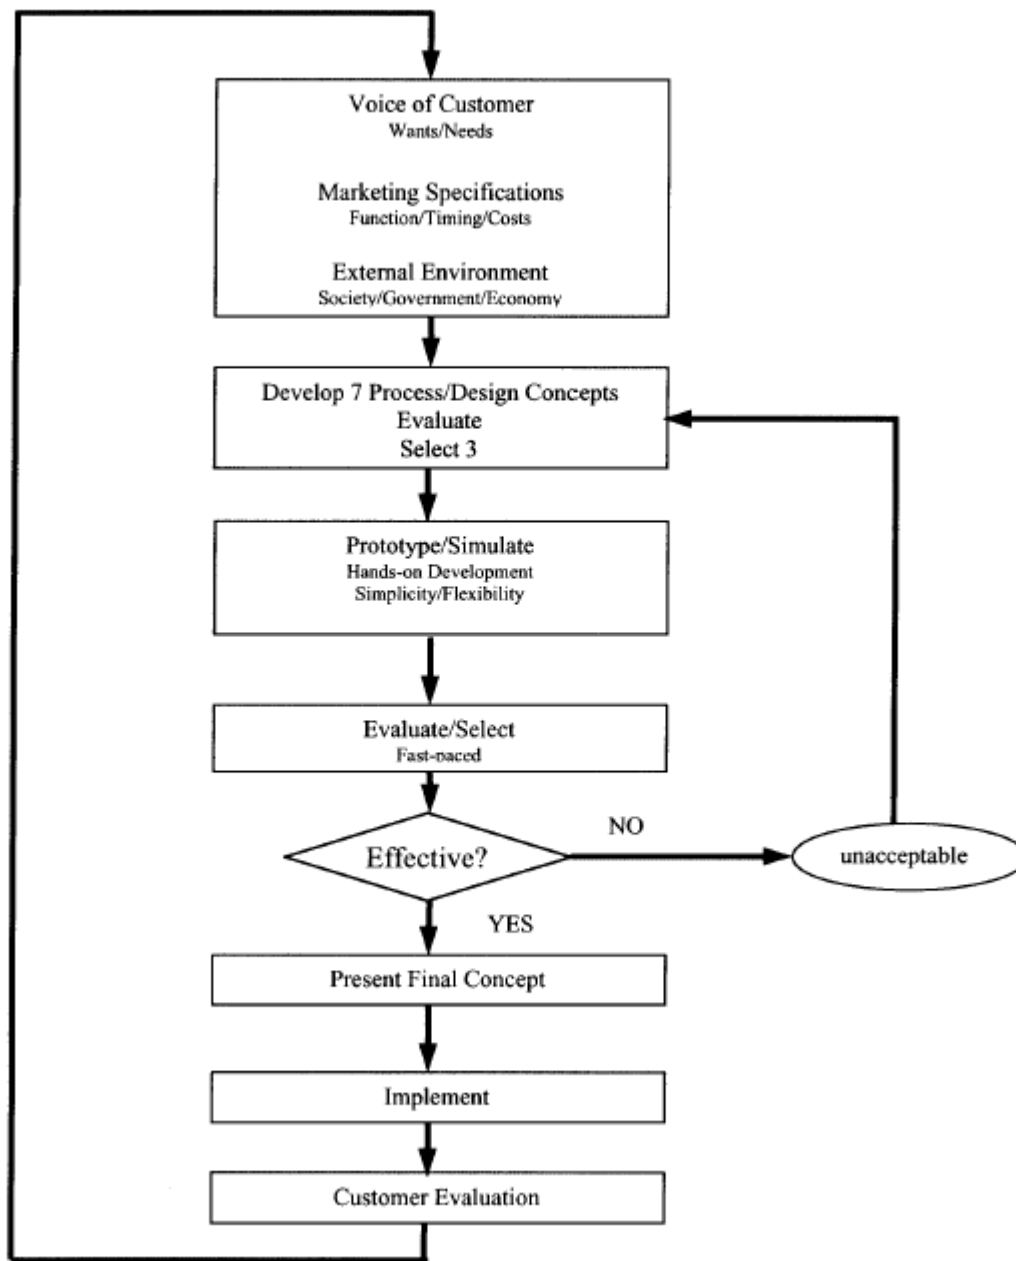 Voice of Customer
Wants/Needs
Marketing Specifications
Function/Timing/Costs
External Environment
Society/Government/Economy
Develop 7 Process/Design Concepts
Evaluate
Select 3
Prototype/Simulate
Hands-on Development
Simplicity/Flexibility
Evaluate/Select
Fast-paced
Effective?
NO
unacceptable
YES
Present Final Concept
Implement
Customer Evaluation